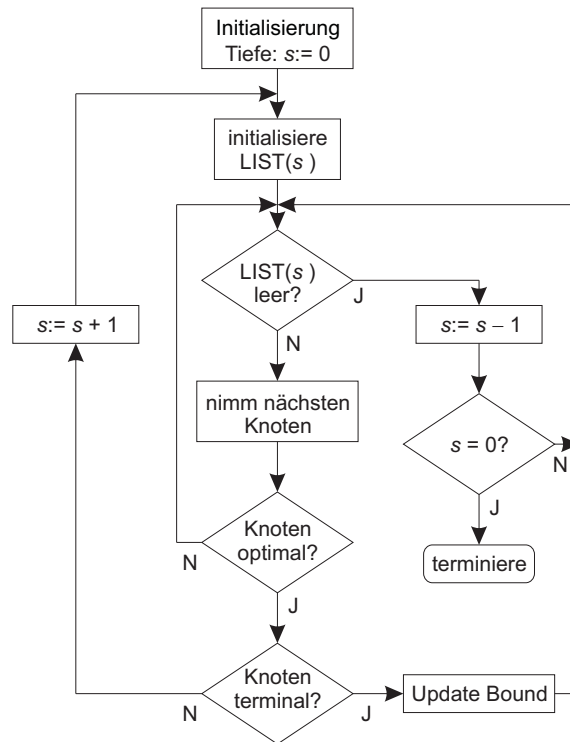 Initialisierung
Tiefe: s:= 0
initialisiere
LIST(s )
LIST(s )
leer?
J
N
s:= s + 1
s:= s − 1
nimm nächsten
Knoten
s = 0?
N
J
Knoten
optimal?
N
J
terminiere
Knoten
terminal?
N
J
Update Bound